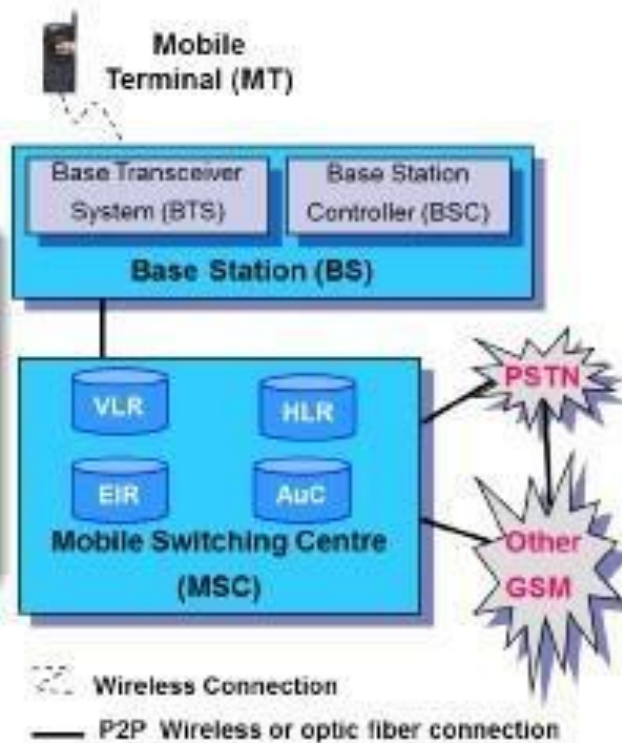 Mobile
Terminal (MT)
Base Transceiver
System (BTS)
Base Station
Controller (BSC)
Base Station (BS)
VLR
HLR
EIR
AuC
Mobile Switching Centre
(MSC)
PSTN
Other
GSM
Wireless Connection
P2P Wireless or optic fiber connection